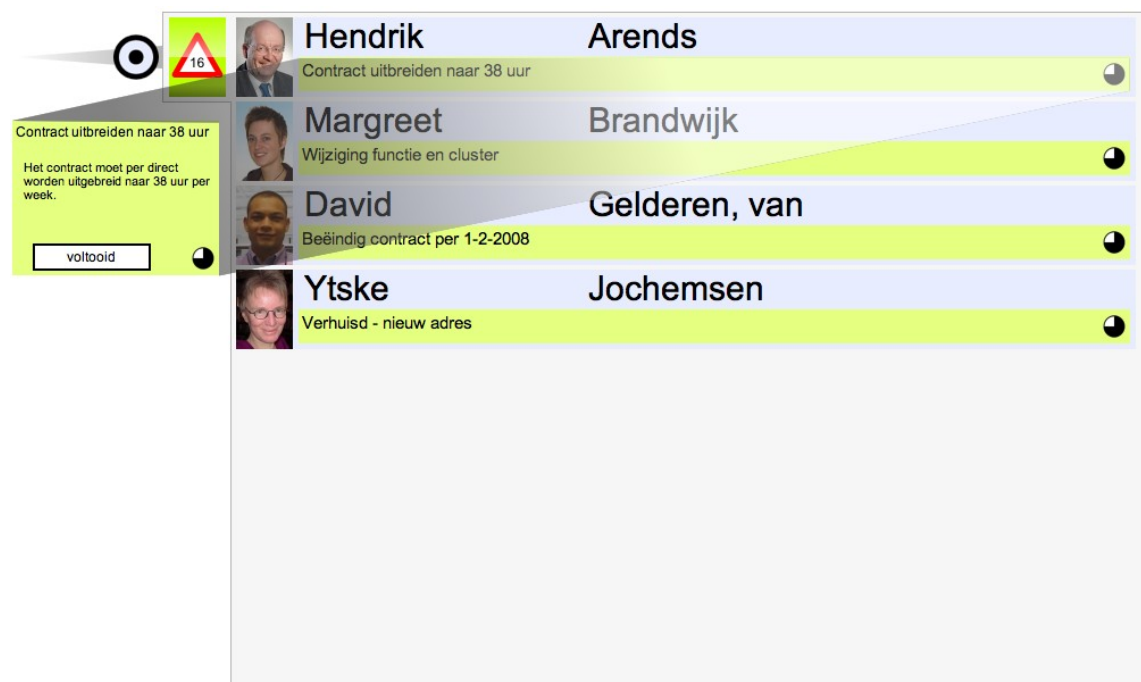 16
Hendrik Arends
Contract uitbreiden naar 38 uur
Margreet Brandwijk
Wijziging functie en cluster
David Gelderen, van
Beëindig contract per 1-2-2008
Ytske Jochemsen
Verhuisd - nieuw adres
Contract uitbreiden naar 38 uur
Het contract moet per direct
worden uitgebreid naar 38 uur per
week.
voltooid